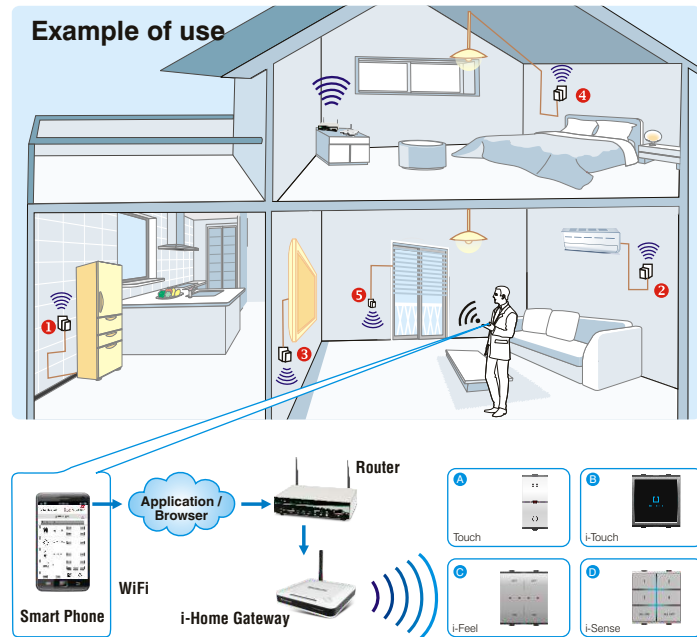 Example of use
4
2
5
1
3
Router
Application /
Browser
WiFi
Smart Phone
i-Home Gateway
A
Touch
B
i-Touch
C
i-Feel
D
i-Sense